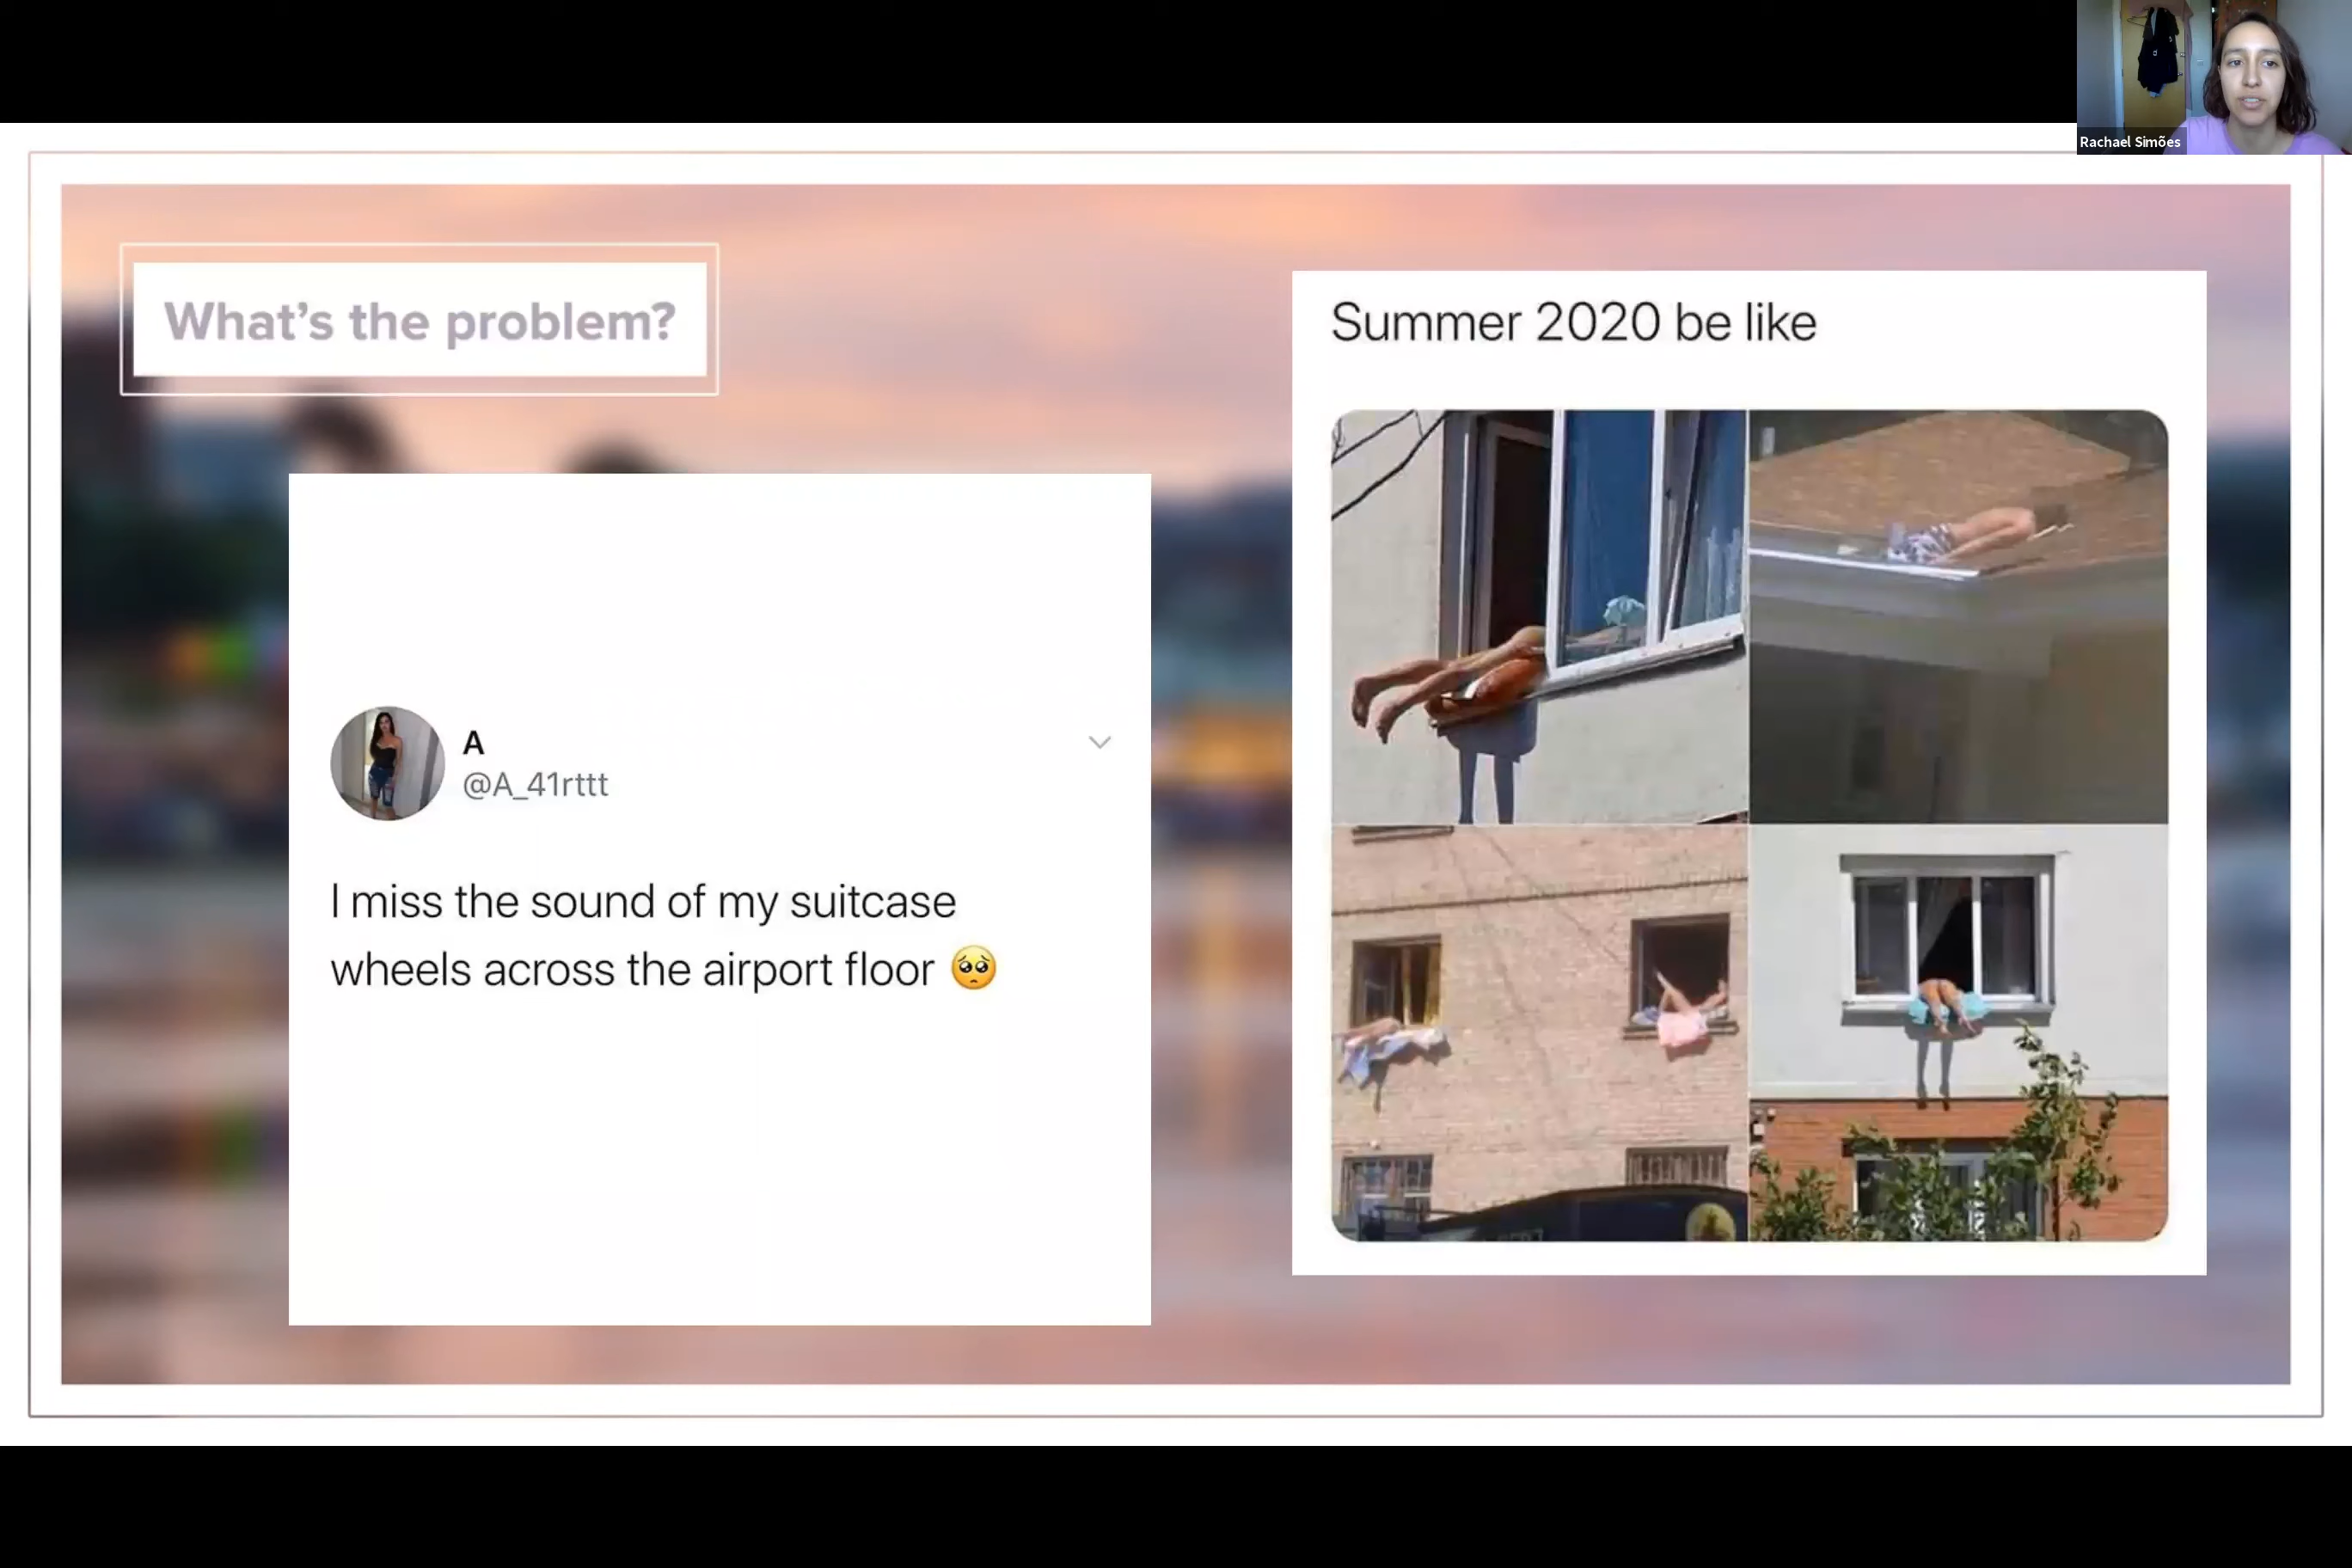 Rachael Simões
What's the problem?
Summer 2020 be like
A
@A_41rttt
I miss the sound of my suitcase
wheels across the airport floor 🥺